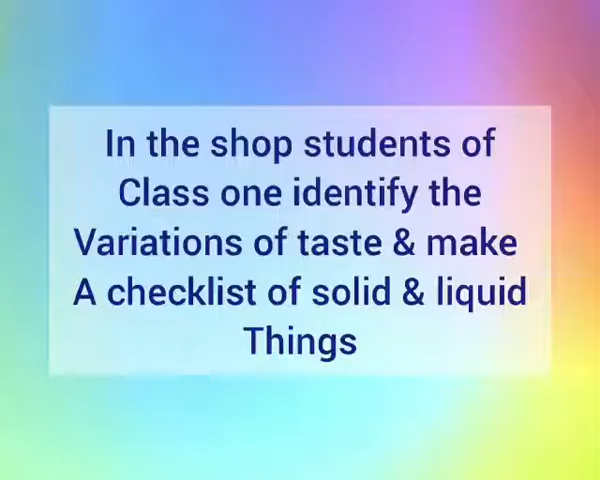 In the shop students of
Class one identify the
Variations of taste & make
A checklist of solid & liquid
Things